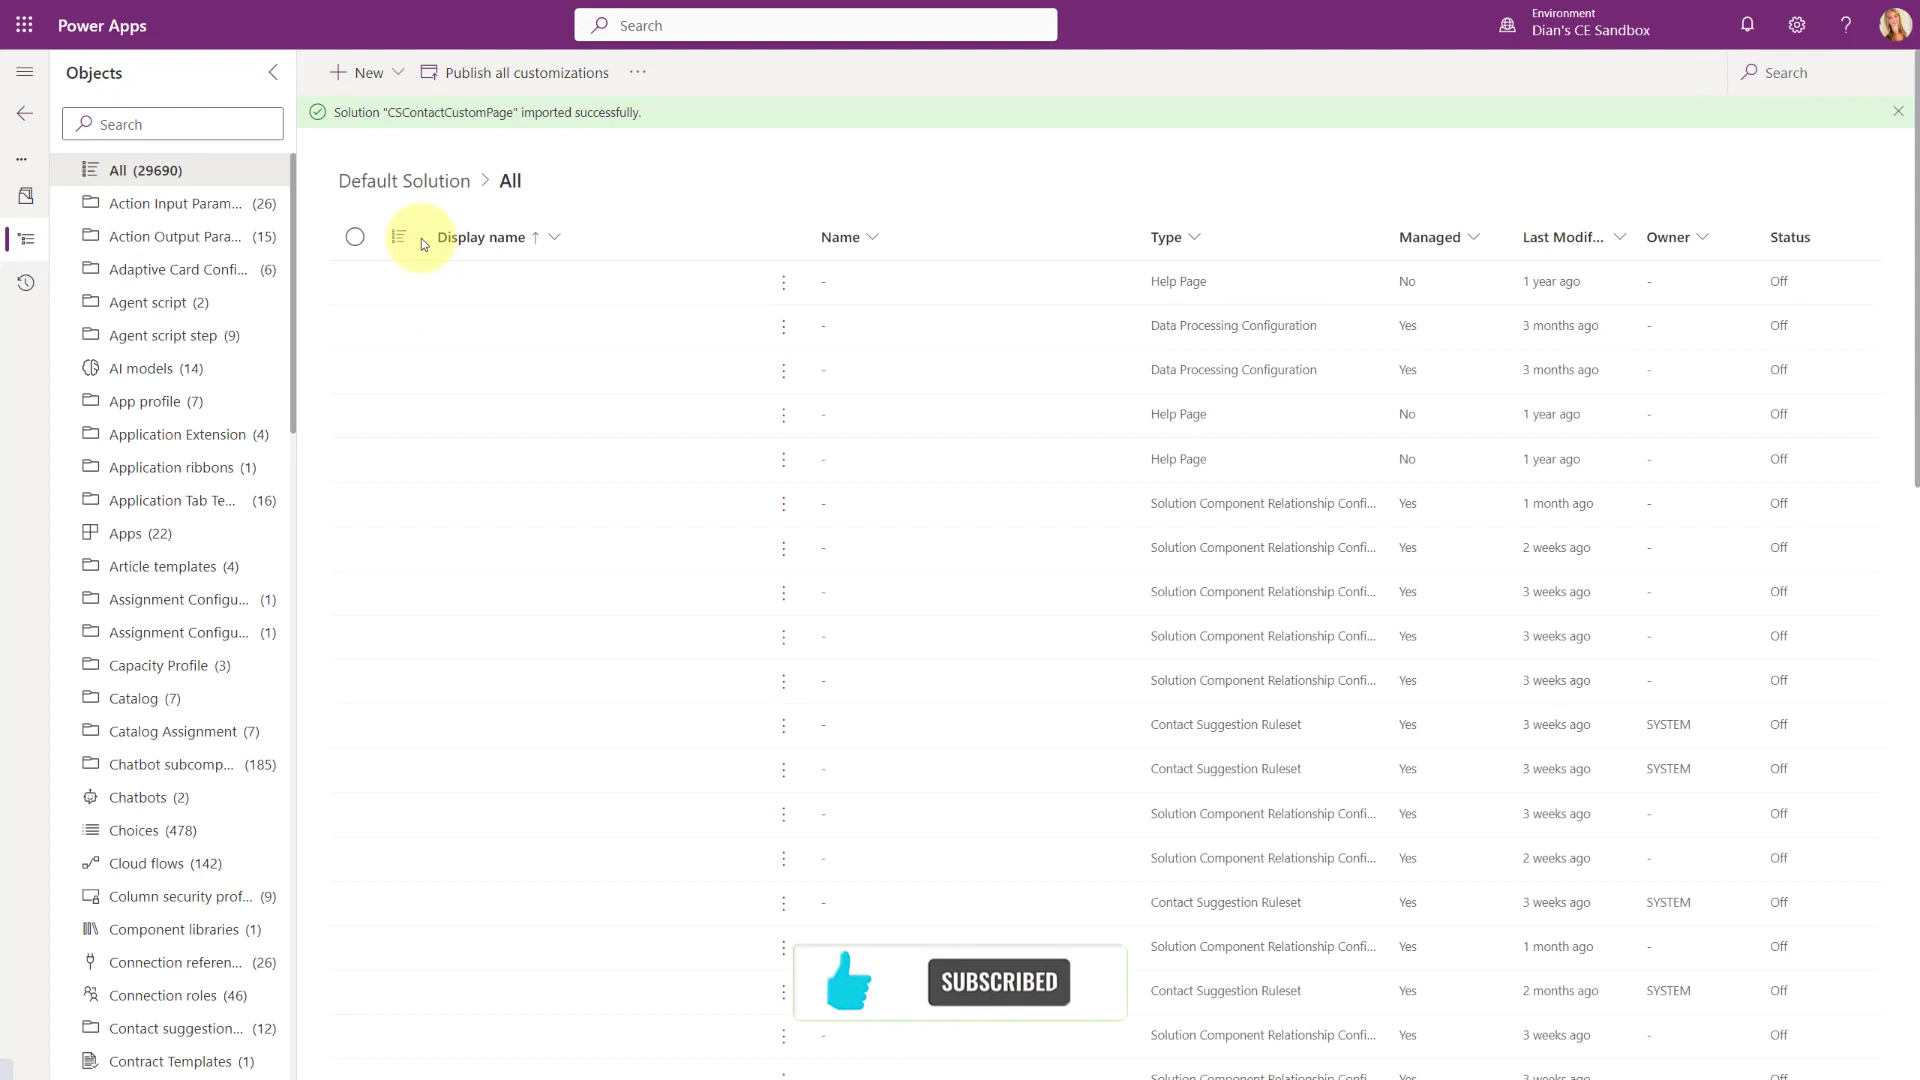 Power Apps
Search
Environment
Dian's CE Sandbox
Objects
New
Publish all customizations
Search
Solution "CSContactCustomPage" imported successfully.
Search
Default Solution > All
Display name
Name
Type
Managed
Last Modif...
Owner
Status
All (29690)
Action Input Param... (26)
Action Output Para... (15)
Adaptive Card Confi... (6)
Agent script (2)
Agent script step (9)
AI models (14)
App profile (7)
Application Extension (4)
Application ribbons (1)
Application Tab Te... (16)
Apps (22)
Article templates (4)
Assignment Configu... (1)
Assignment Configu... (1)
Capacity Profile (3)
Catalog (7)
Catalog Assignment (7)
Chatbot subcomp... (185)
Chatbots (2)
Choices (478)
Cloud flows (142)
Column security prof... (9)
Component libraries (1)
Connection referen... (26)
Connection roles (46)
Contact suggestion... (12)
Contract Templates (1)
- Help Page No 1 year ago - Off
- Data Processing Configuration Yes 3 months ago - Off
- Data Processing Configuration Yes 3 months ago - Off
- Help Page No 1 year ago - Off
- Help Page No 1 year ago - Off
- Solution Component Relationship Confi... Yes 1 month ago - Off
- Solution Component Relationship Confi... Yes 2 weeks ago - Off
- Solution Component Relationship Confi... Yes 3 weeks ago - Off
- Solution Component Relationship Confi... Yes 3 weeks ago - Off
- Solution Component Relationship Confi... Yes 3 weeks ago - Off
- Contact Suggestion Ruleset Yes 3 weeks ago SYSTEM Off
- Contact Suggestion Ruleset Yes 3 weeks ago SYSTEM Off
- Solution Component Relationship Confi... Yes 3 weeks ago - Off
- Solution Component Relationship Confi... Yes 2 weeks ago - Off
- Contact Suggestion Ruleset Yes 3 weeks ago SYSTEM Off
Solution Component Relationship Confi... Yes 1 month ago - Off
Contact Suggestion Ruleset Yes 2 months ago SYSTEM Off
- Solution Component Relationship Confi... Yes 3 weeks ago - Off
Solution Component Relationship Confi... Yes 3 weeks ago - Off
SUBSCRIBED